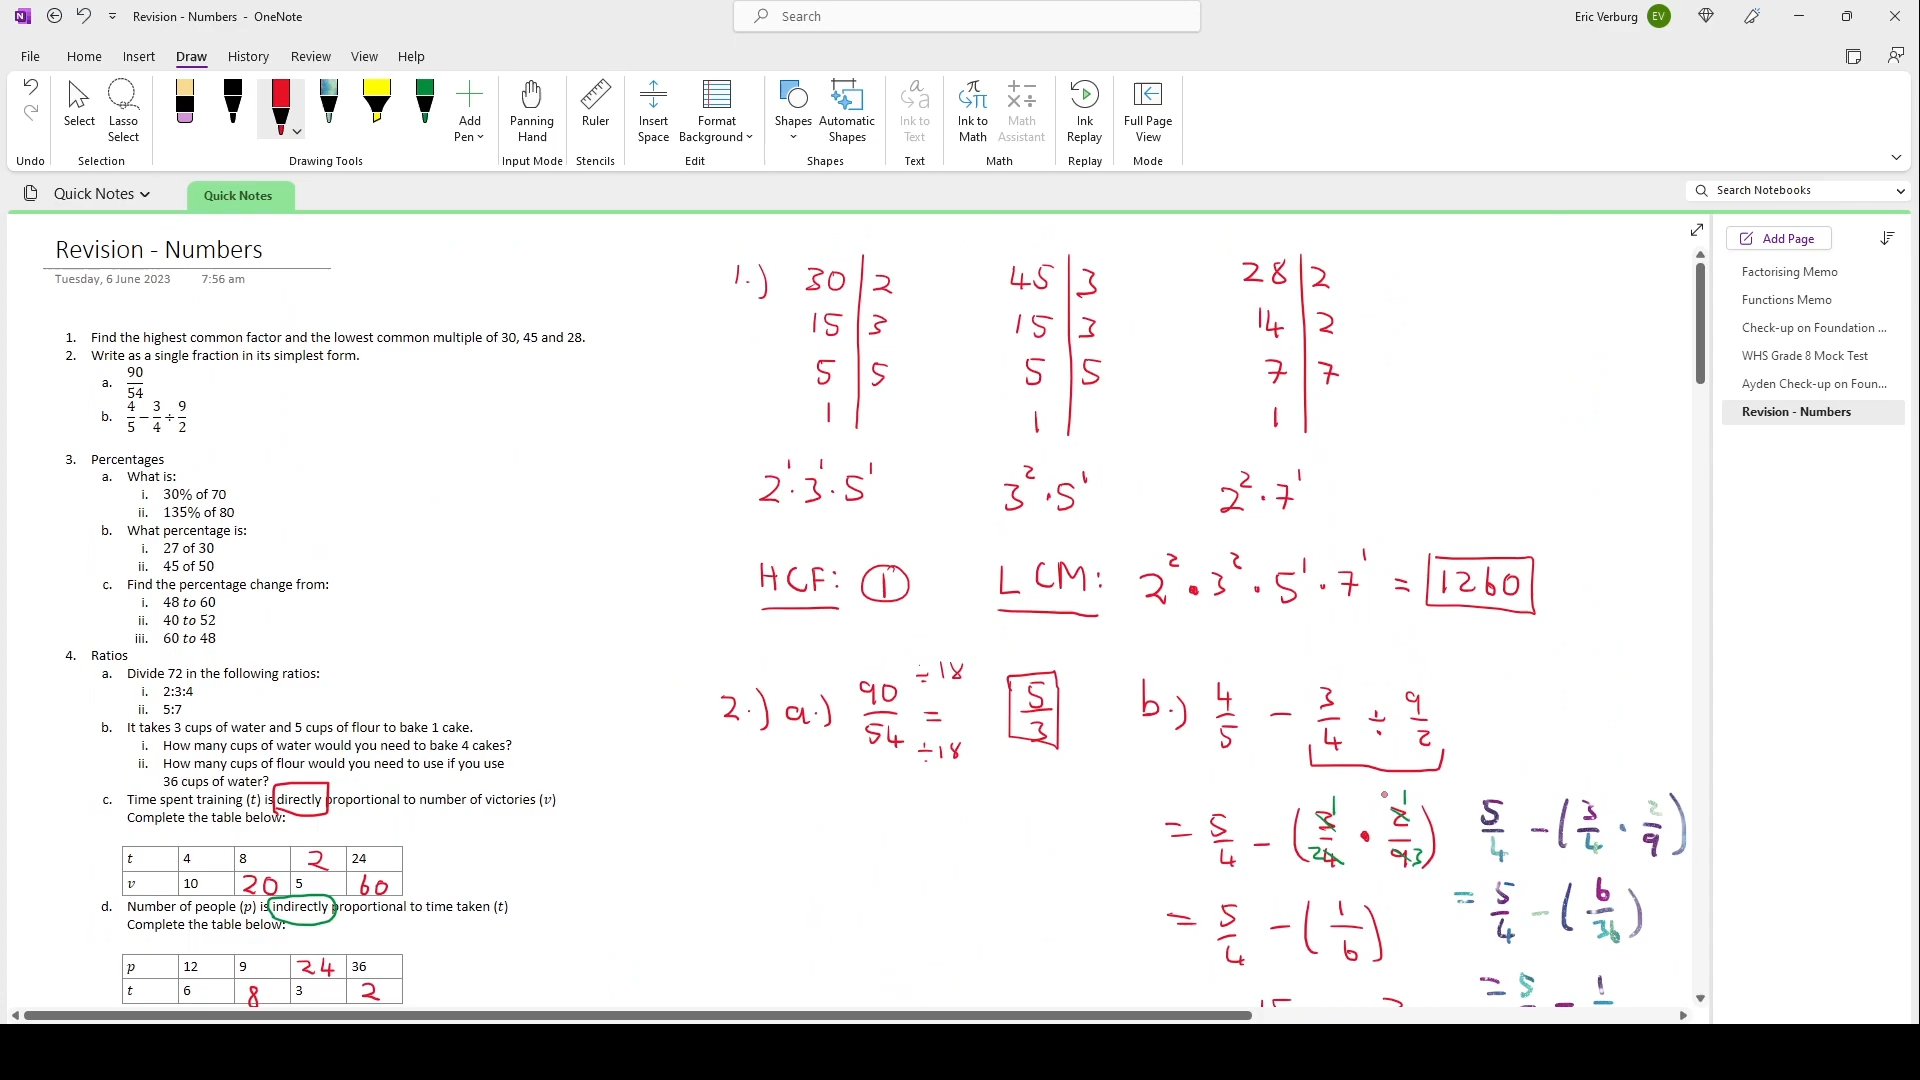 Revision - Numbers - OneNote
Search
Eric Verburg EV
File Home Insert Draw History Review View Help
Undo
Select
Lasso Select
Selection
Drawing Tools
Add Pen
Panning Hand
Input Mode
Ruler
Stencils
Insert Space
Format Background
Edit
Shapes
Automatic Shapes
Shapes
Ink to Text
Text
Ink to Math
Math Assistant
Math
Ink Replay
Replay
Full Page View
Mode
Quick Notes
Quick Notes
Search Notebooks
Add Page
Factorising Memo
Functions Memo
Check-up on Foundation ...
WHS Grade 8 Mock Test
Ayden Check-up on Foun...
Revision - Numbers
Revision - Numbers
Tuesday, 6 June 2023 7:56 am
1. Find the highest common factor and the lowest common multiple of 30, 45 and 28.
2. Write as a single fraction in its simplest form.
a. 90/54
b. 4/5 − 3/4 ÷ 9/2
3. Percentages
a. What is:
i. 30% of 70
ii. 135% of 80
b. What percentage is:
i. 27 of 30
ii. 45 of 50
c. Find the percentage change from:
i. 48 to 60
ii. 40 to 52
iii. 60 to 48
4. Ratios
a. Divide 72 in the following ratios:
i. 2:3:4
ii. 5:7
b. It takes 3 cups of water and 5 cups of flour to bake 1 cake.
i. How many cups of water would you need to bake 4 cakes?
ii. How many cups of flour would you need to use if you use
36 cups of water?
c. Time spent training (t) is directly proportional to number of victories (v)
Complete the table below:
t 4 8 2 24
v 10 20 5 60
d. Number of people (p) is indirectly proportional to time taken (t)
Complete the table below:
p 12 9 24 36
t 6 8 3 2
1.) 30 | 2 45 | 3 28 | 2
15 | 3 15 | 3 14 | 2
5 | 5 5 | 5 7 | 7
1 | 1 | 1 |
2¹·3¹·5¹ 3²·5¹ 2²·7¹
HCF: 1 LCM: 2²·3²·5¹·7¹ = 1260
2.) a.) 90/54 ÷18 ÷18 = 5/3 b.) 4/5 − 3/4 ÷ 9/2
= 5/4 − (3/4 · 2/9) 1 2 1 3 5/4 − (3/4 · 2/9)
= 5/4 − (1/6) = 5/4 − (6/36)
= 5 − 1